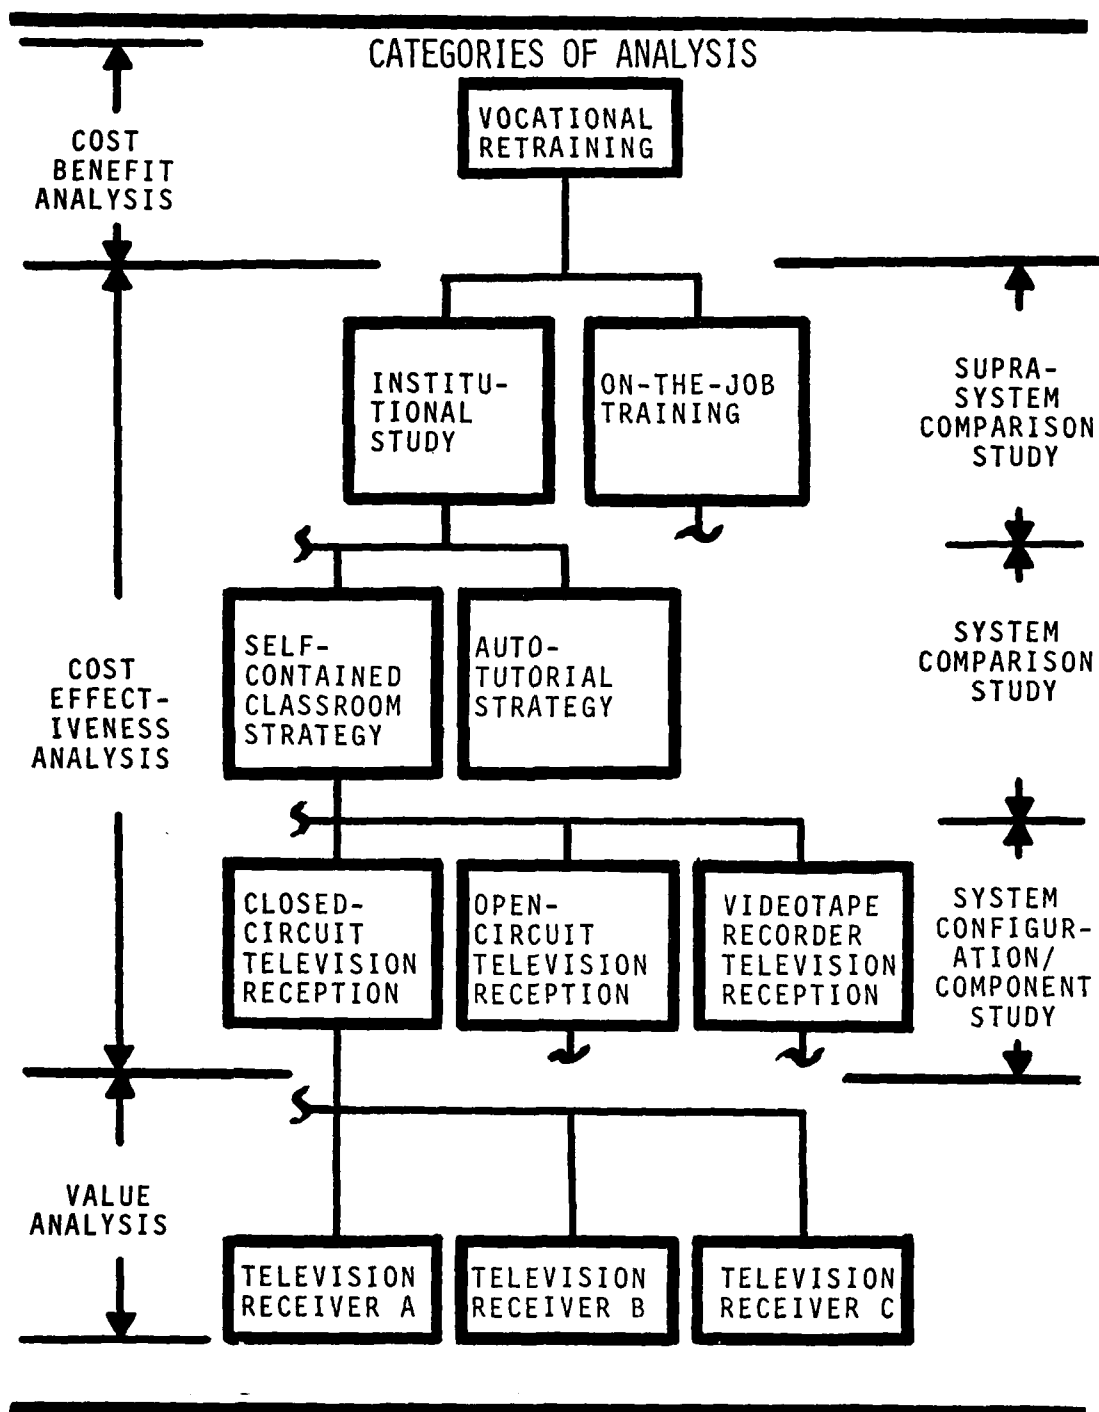 CATEGORIES OF ANALYSIS
VOCATIONAL
RETRAINING
COST
BENEFIT
ANALYSIS
INSTITU-
TIONAL
STUDY
ON-THE-JOB
TRAINING
SUPRA-
SYSTEM
COMPARISON
STUDY
SELF-
CONTAINED
CLASSROOM
STRATEGY
AUTO-
TUTORIAL
STRATEGY
SYSTEM
COMPARISON
STUDY
COST
EFFECT-
IVENESS
ANALYSIS
CLOSED-
CIRCUIT
TELEVISION
RECEPTION
OPEN-
CIRCUIT
TELEVISION
RECEPTION
VIDEOTAPE
RECORDER
TELEVISION
RECEPTION
SYSTEM
CONFIGUR-
ATION/
COMPONENT
STUDY
VALUE
ANALYSIS
TELEVISION
RECEIVER A
TELEVISION
RECEIVER B
TELEVISION
RECEIVER C